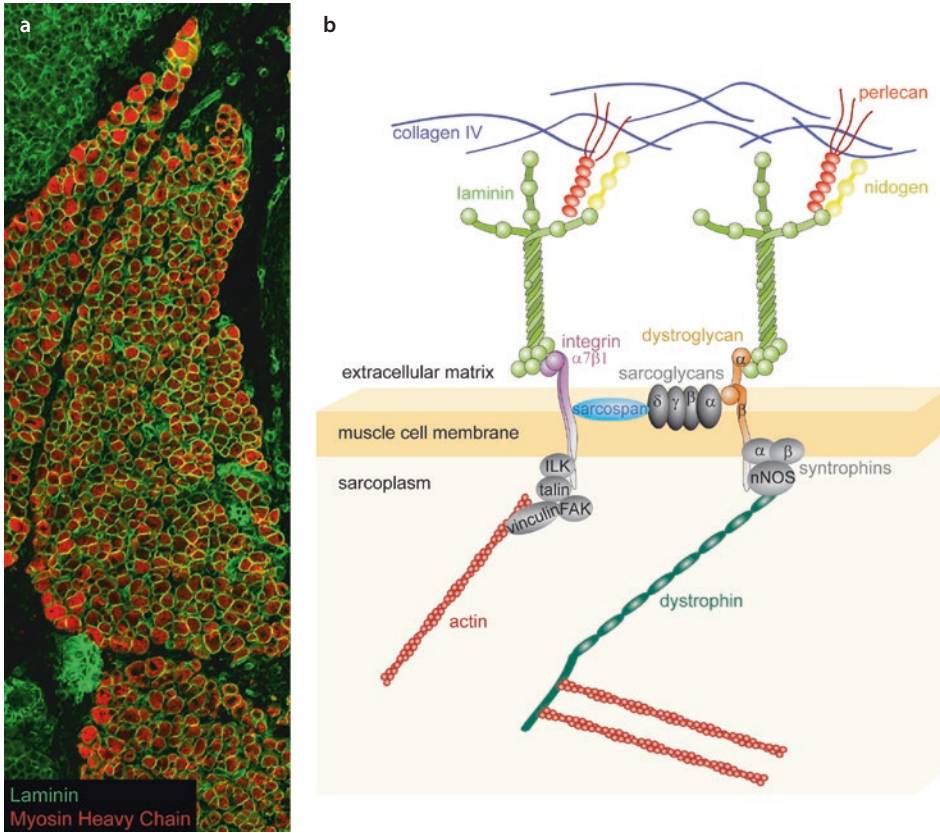 a
Laminin
Myosin Heavy Chain
b
perlecan
collagen IV
laminin
nidogen
integrin
α7β1
dystroglycan
α
extracellular matrix
sarcoglycans
sarcospan
δ γ β α
β
muscle cell membrane
sarcoplasm
ILK
talin
vinculin
FAK
α β
syntrophins
nNOS
dystrophin
actin